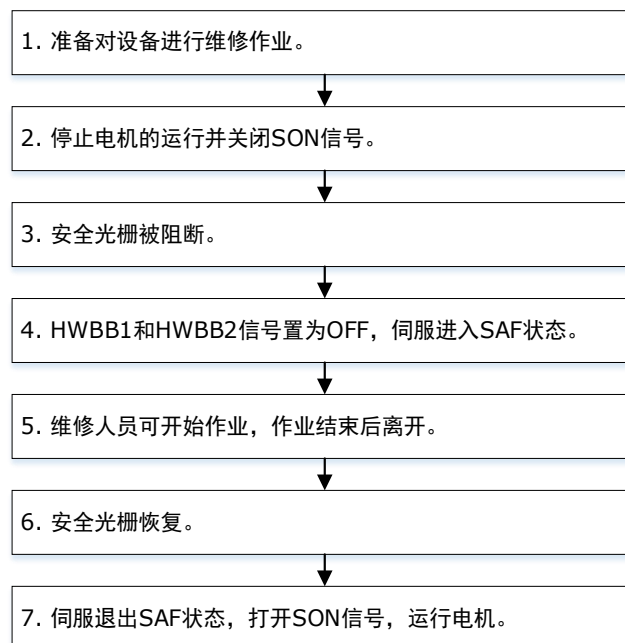 1. 准备对设备进行维修作业。
2. 停止电机的运行并关闭SON信号。
3. 安全光栅被阻断。
4. HWBB1和HWBB2信号置为OFF，伺服进入SAF状态。
5. 维修人员可开始作业，作业结束后离开。
6. 安全光栅恢复。
7. 伺服退出SAF状态，打开SON信号，运行电机。